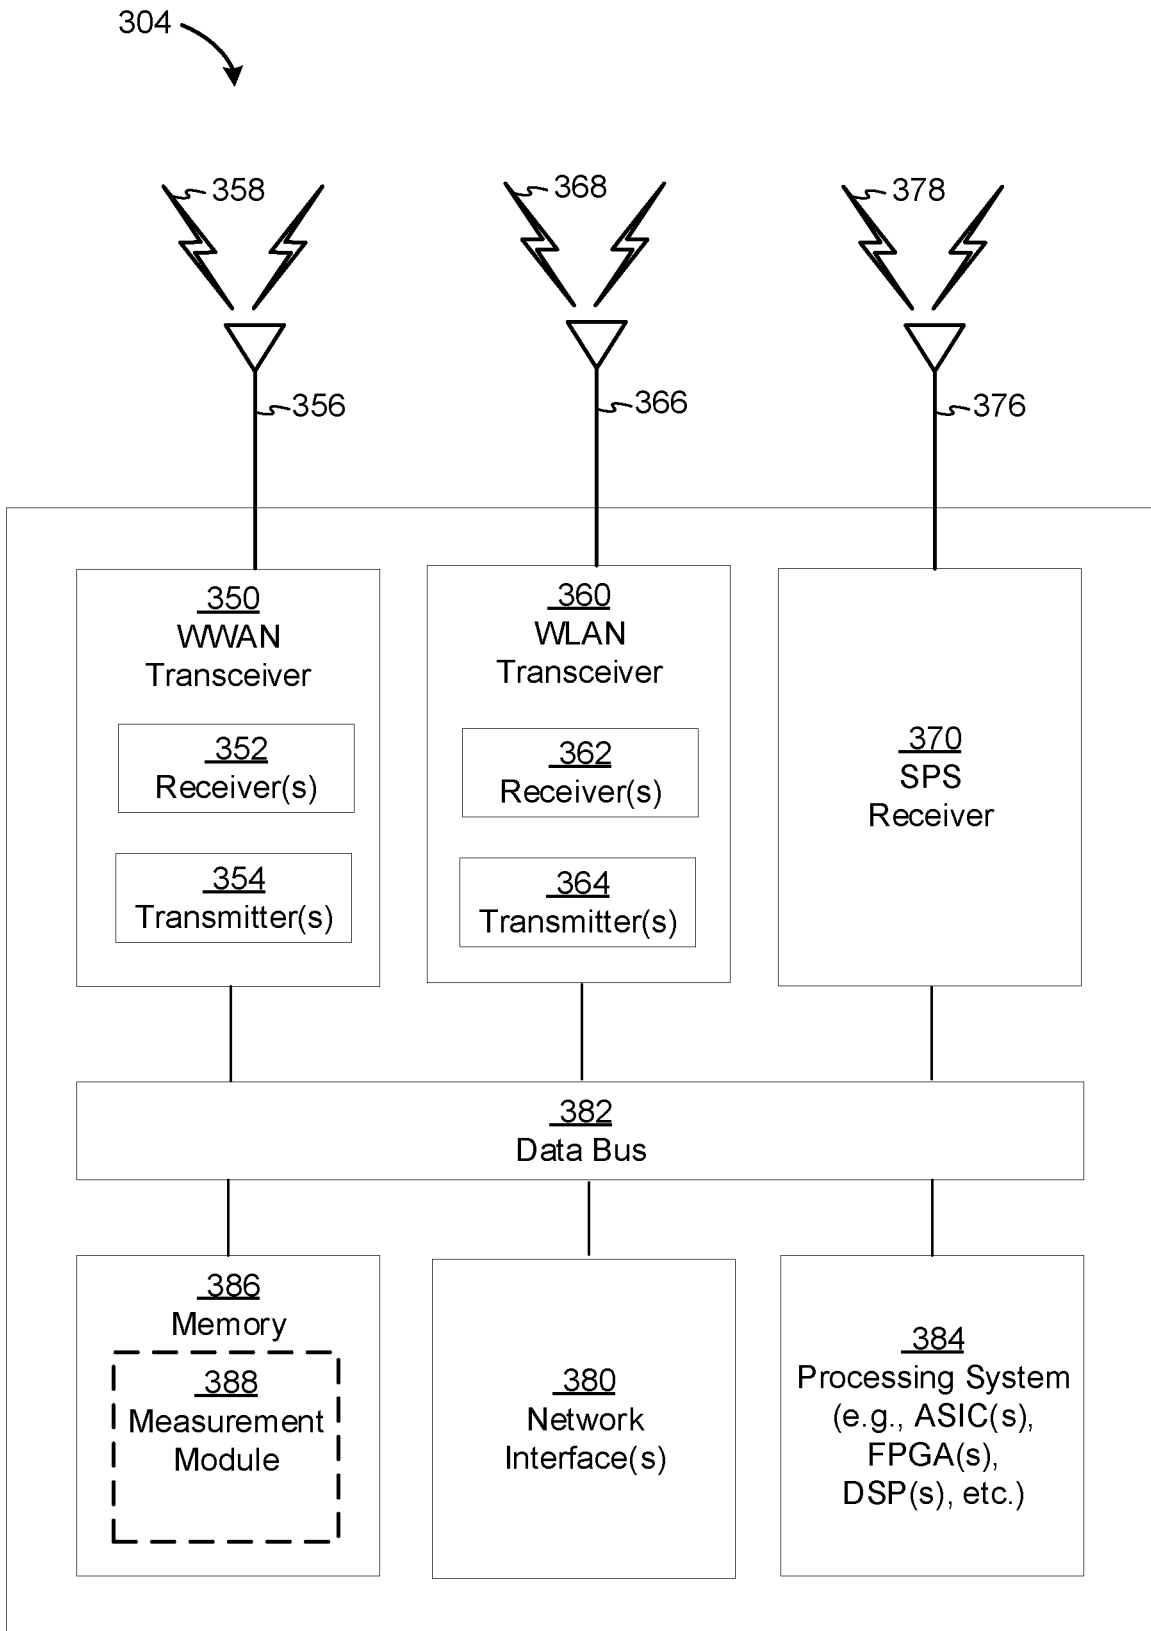 304
358
368
378
356
366
376
350
WWAN
Transceiver
352
Receiver(s)
354
Transmitter(s)
360
WLAN
Transceiver
362
Receiver(s)
364
Transmitter(s)
370
SPS
Receiver
382
Data Bus
386
Memory
388
Measurement
Module
380
Network
Interface(s)
384
Processing System
(e.g., ASIC(s),
FPGA(s),
DSP(s), etc.)